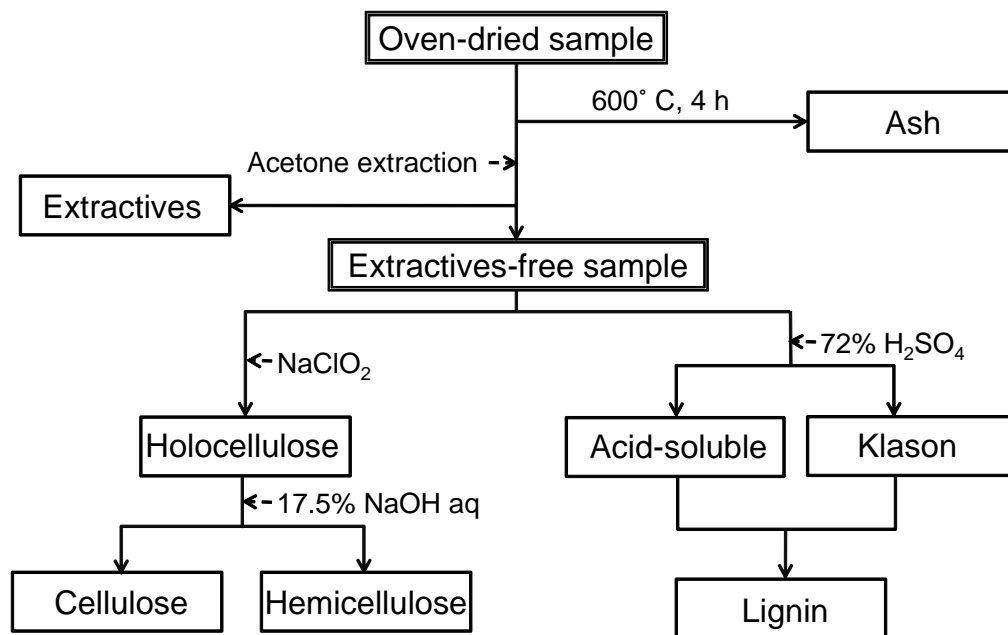 Oven-dried sample
600˚ C, 4 h
Ash
Acetone extraction
Extractives
Extractives-free sample
NaClO₂
72% H₂SO₄
Holocellulose
Acid-soluble
Klason
17.5% NaOH aq
Cellulose
Hemicellulose
Lignin